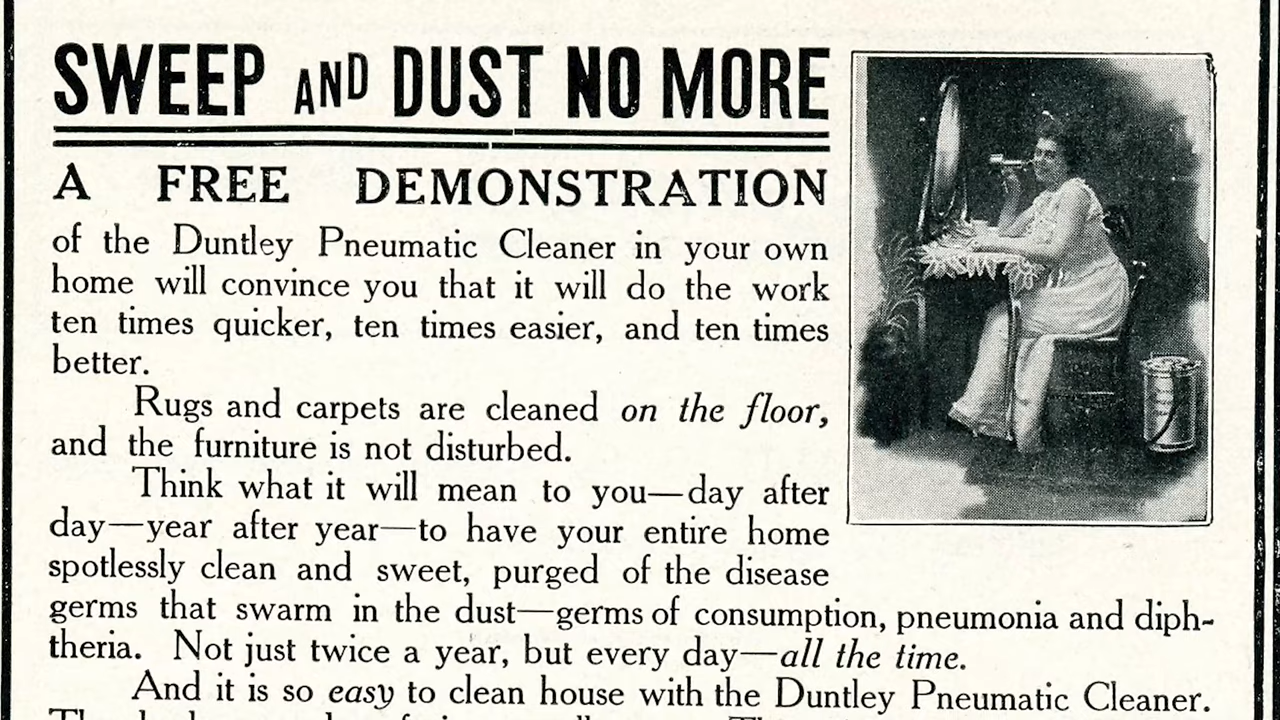 SWEEP AND DUST NO MORE
A FREE DEMONSTRATION
of the Duntley Pneumatic Cleaner in your own
home will convince you that it will do the work
ten times quicker, ten times easier, and ten times
better.
Rugs and carpets are cleaned on the floor,
and the furniture is not disturbed.
Think what it will mean to you—day after
day—year after year—to have your entire home
spotlessly clean and sweet, purged of the disease
germs that swarm in the dust—germs of consumption, pneumonia and diph-
theria. Not just twice a year, but every day—all the time.
And it is so easy to clean house with the Duntley Pneumatic Cleaner.